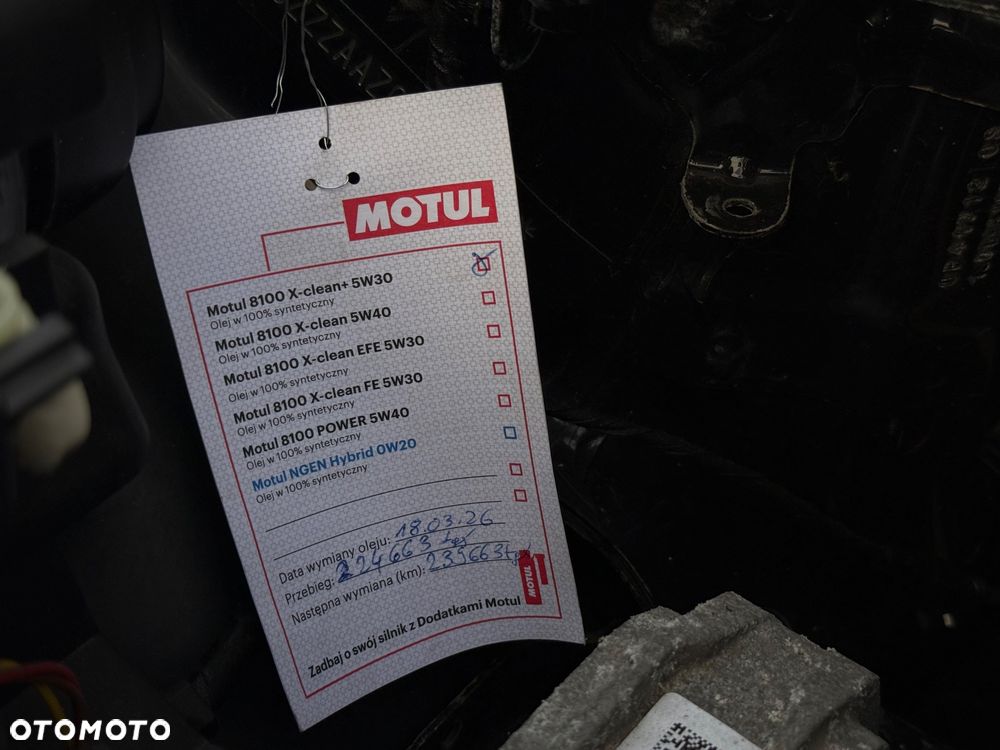 MOTUL
Motul 8100 X-clean+ 5W30
Olej w 100% syntetyczny
Motul 8100 X-clean 5W40
Olej w 100% syntetyczny
Motul 8100 X-clean EFE 5W30
Olej w 100% syntetyczny
Motul 8100 X-clean FE 5W30
Olej w 100% syntetyczny
Motul 8100 POWER 5W40
Olej w 100% syntetyczny
Motul NGEN Hybrid 0W20
Olej w 100% syntetyczny
Data wymiany oleju: 18.03.26
Przebieg: 224663
Następna wymiana (km): 239663
MOTUL
Zadbaj o swój silnik z Dodatkami Motul
OTOMOTO